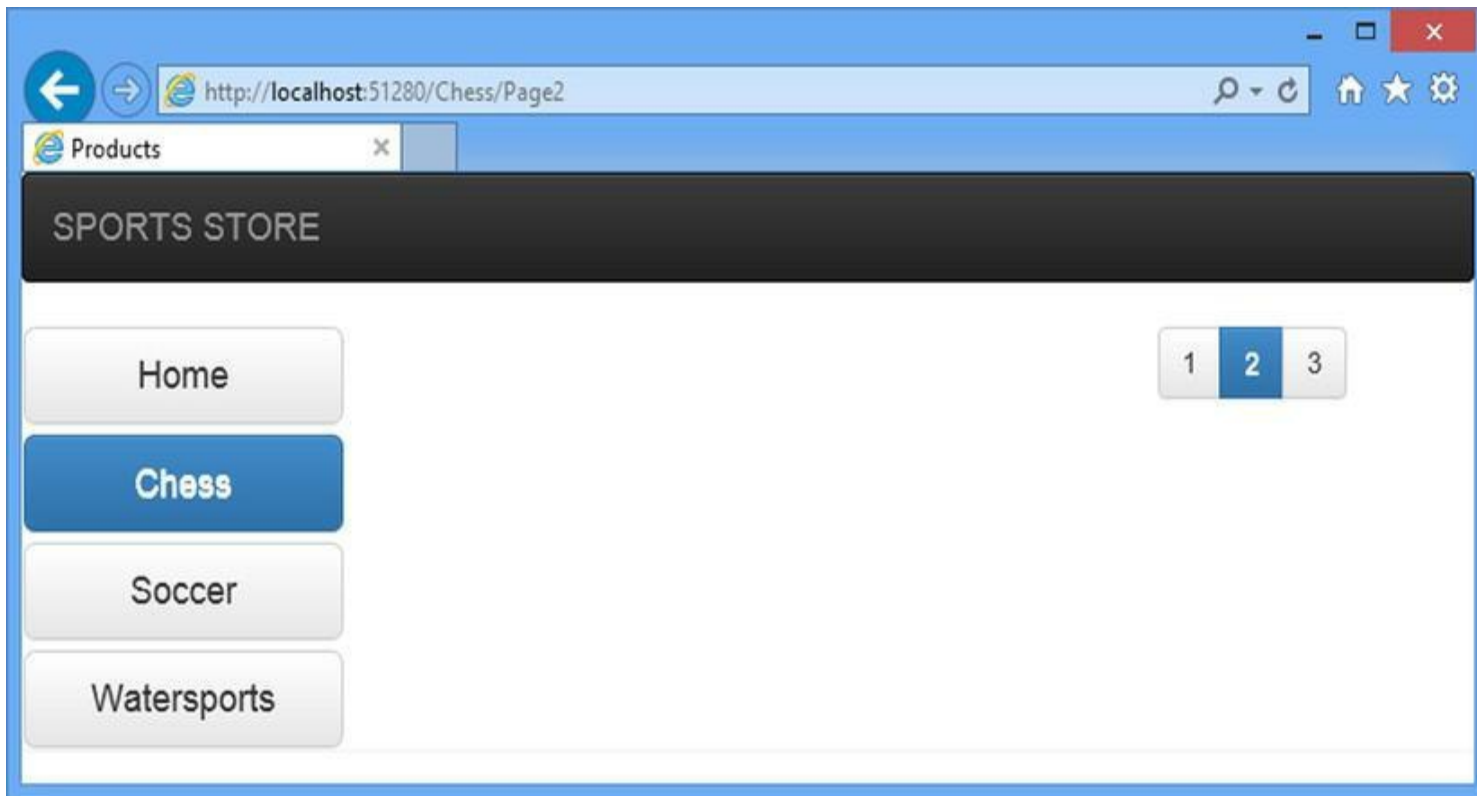 http://localhost:51280/Chess/Page2
Products
SPORTS STORE
Home
1 2 3
Chess
Soccer
Watersports